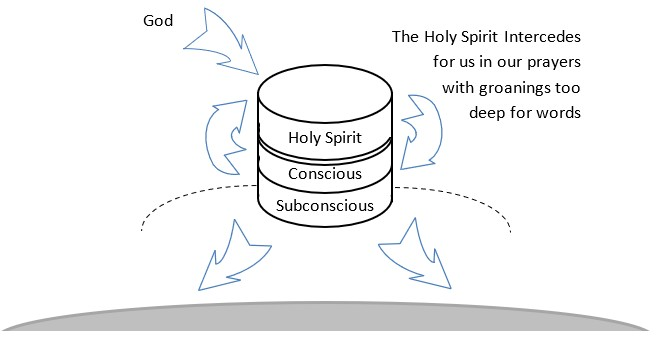 God
The Holy Spirit Intercedes
for us in our prayers
with groanings too
deep for words
Holy Spirit
Conscious
Subconscious